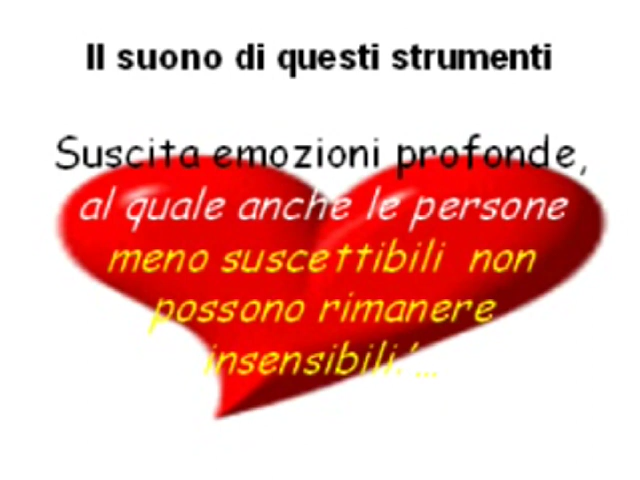 Il suono di questi strumenti
Suscita emozioni profonde,
al quale anche le persone
meno suscettibili non
possono rimanere
insensibili.'...